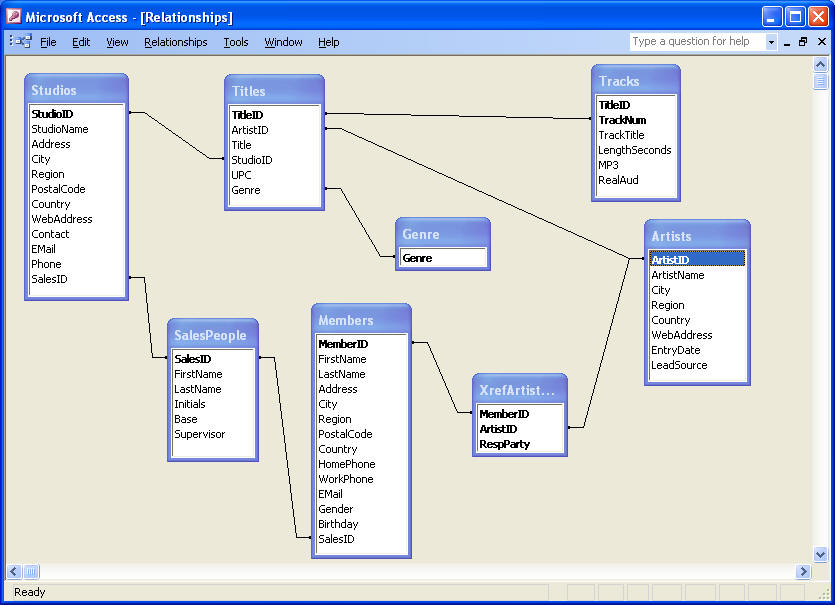 Microsoft Access - [Relationships]
File Edit View Relationships Tools Window Help
Type a question for help
Studios
StudioID
StudioName
Address
City
Region
PostalCode
Country
WebAddress
Contact
EMail
Phone
SalesID
Titles
TitleID
ArtistID
Title
StudioID
UPC
Genre
Tracks
TitleID
TrackNum
TrackTitle
LengthSeconds
MP3
RealAud
Genre
Genre
Artists
ArtistID
ArtistName
City
Region
Country
WebAddress
EntryDate
LeadSource
SalesPeople
SalesID
FirstName
LastName
Initials
Base
Supervisor
Members
MemberID
FirstName
LastName
Address
City
Region
PostalCode
Country
HomePhone
WorkPhone
EMail
Gender
Birthday
SalesID
XrefArtist...
MemberID
ArtistID
RespParty
Ready